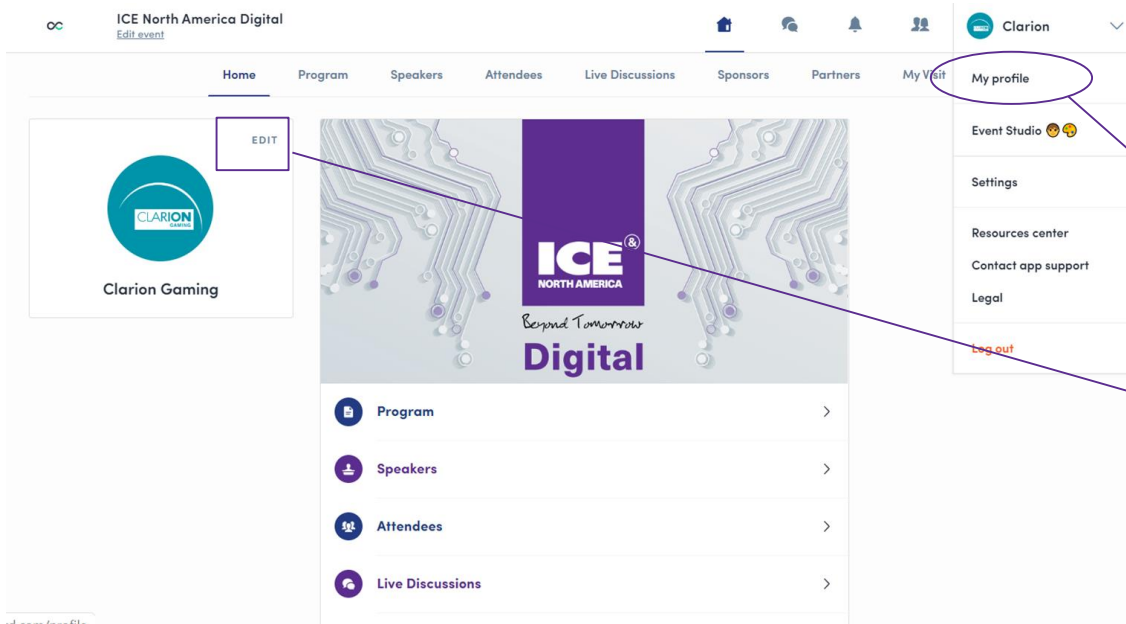 ICE North America Digital
Edit event
Clarion
Home Program Speakers Attendees Live Discussions Sponsors Partners My Visit
My profile
Event Studio
Settings
Resources center
Contact app support
Legal
Log out
EDIT
CLARION
GAMING
Clarion Gaming
ICE &
NORTH AMERICA
Beyond Tomorrow
Digital
Program
Speakers
Attendees
Live Discussions